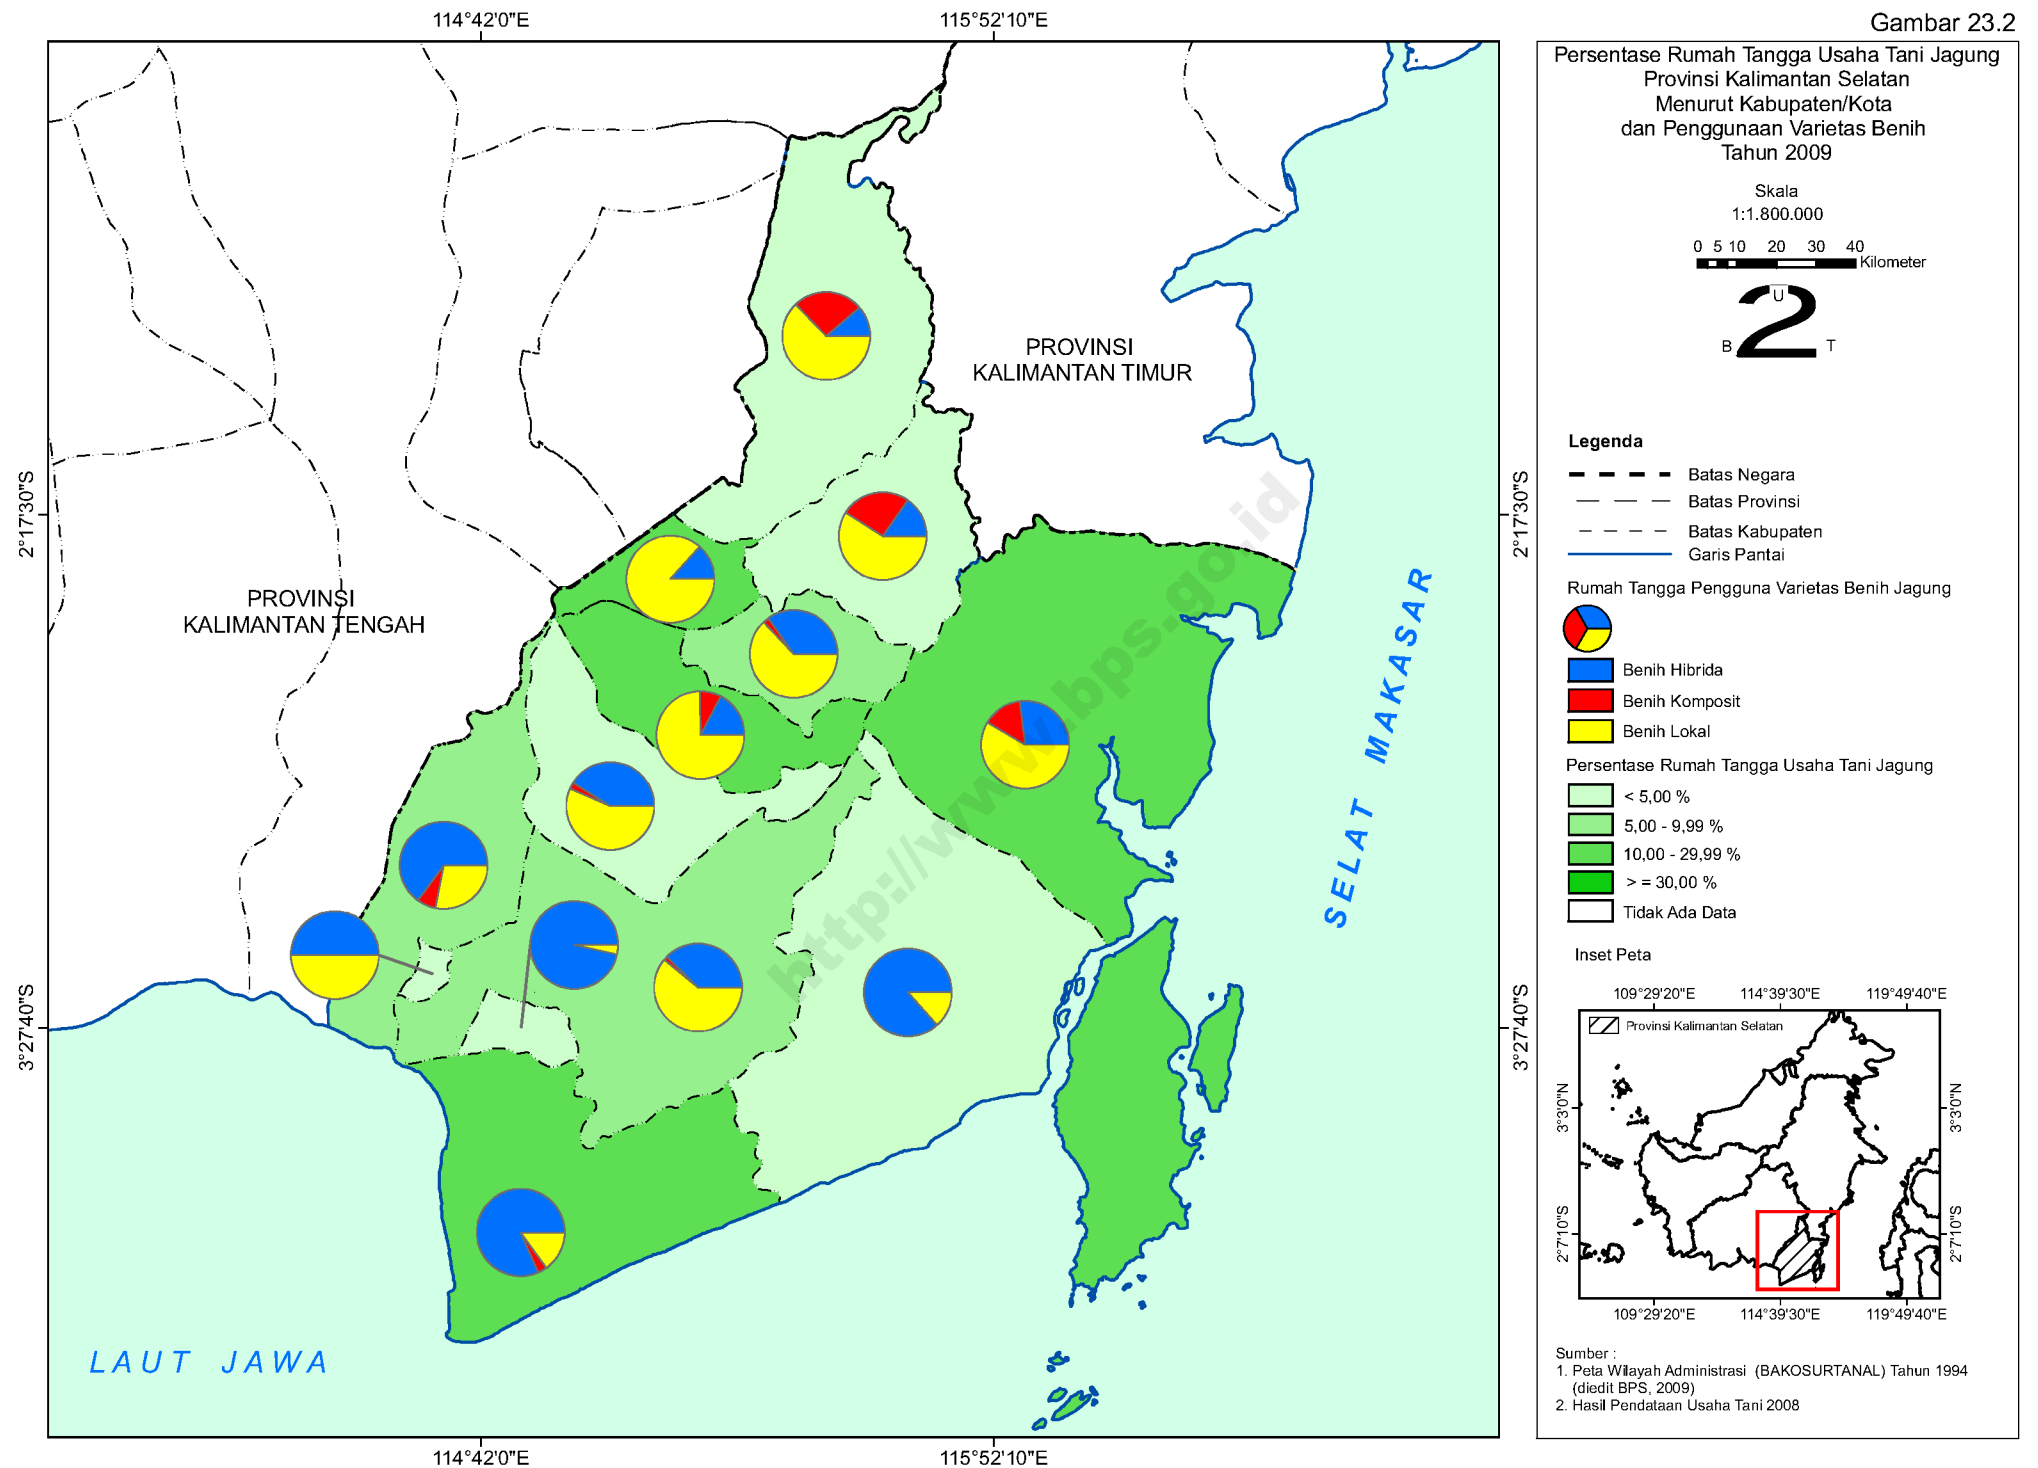 Gambar 23.2
114°42'0"E
115°52'10"E
2°17'30"S
2°17'30"S
3°27'40"S
3°27'40"S
114°42'0"E
115°52'10"E
PROVINSI
KALIMANTAN TIMUR
PROVINSI
KALIMANTAN TENGAH
SELAT MAKASAR
LAUT JAWA
http://www.bps.go.id
Persentase Rumah Tangga Usaha Tani Jagung
Provinsi Kalimantan Selatan
Menurut Kabupaten/Kota
dan Penggunaan Varietas Benih
Tahun 2009
Skala
1:1.800.000
0 5 10 20 30 40
Kilometer
U
B T
Legenda
Batas Negara
Batas Provinsi
Batas Kabupaten
Garis Pantai
Rumah Tangga Pengguna Varietas Benih Jagung
Benih Hibrida
Benih Komposit
Benih Lokal
Persentase Rumah Tangga Usaha Tani Jagung
< 5,00 %
5,00 - 9,99 %
10,00 - 29,99 %
> = 30,00 %
Tidak Ada Data
Inset Peta
109°29'20"E 114°39'30"E 119°49'40"E
Provinsi Kalimantan Selatan
3°3'0"N
3°3'0"N
2°7'10"S
2°7'10"S
109°29'20"E 114°39'30"E 119°49'40"E
Sumber :
1. Peta Wilayah Administrasi (BAKOSURTANAL) Tahun 1994
(diedit BPS, 2009)
2. Hasil Pendataan Usaha Tani 2008